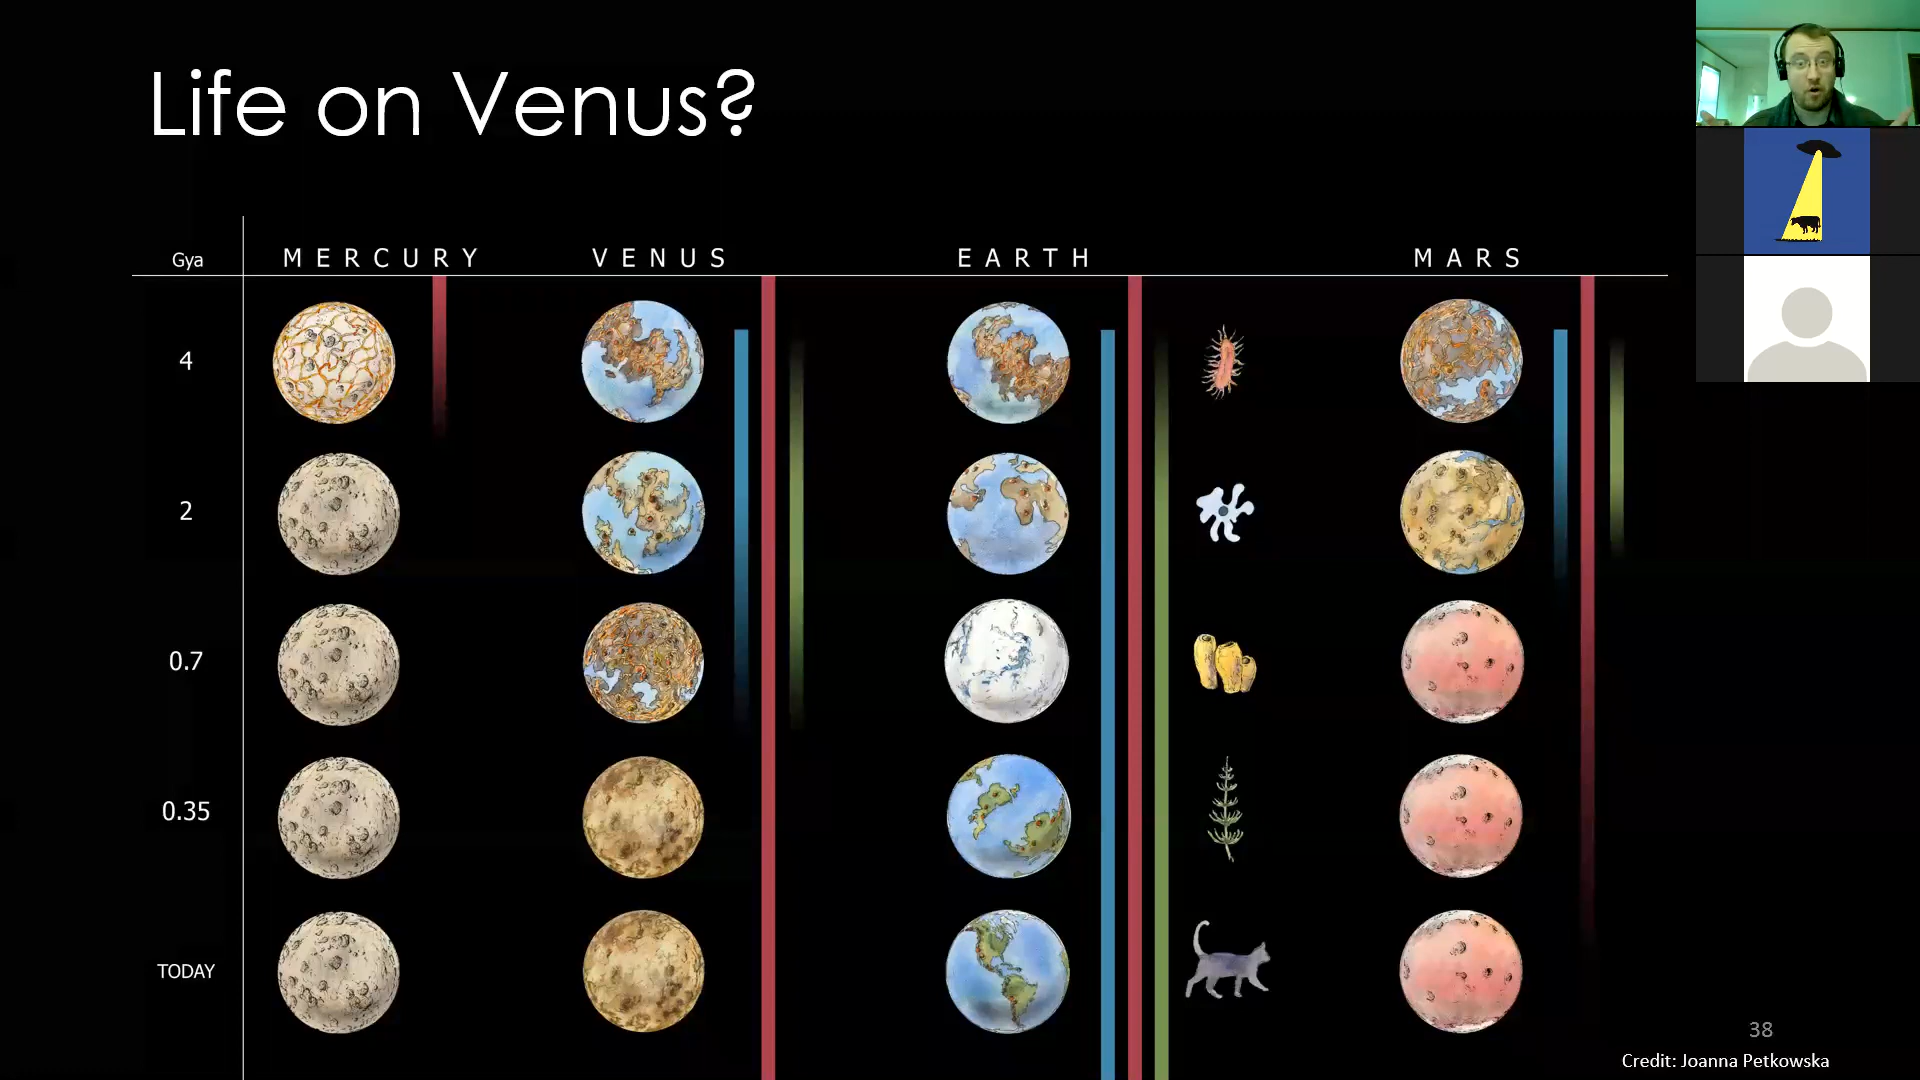 Life on Venus?
Gya MERCURY VENUS EARTH MARS
4
2
0.7
0.35
TODAY
38
Credit: Joanna Petkowska